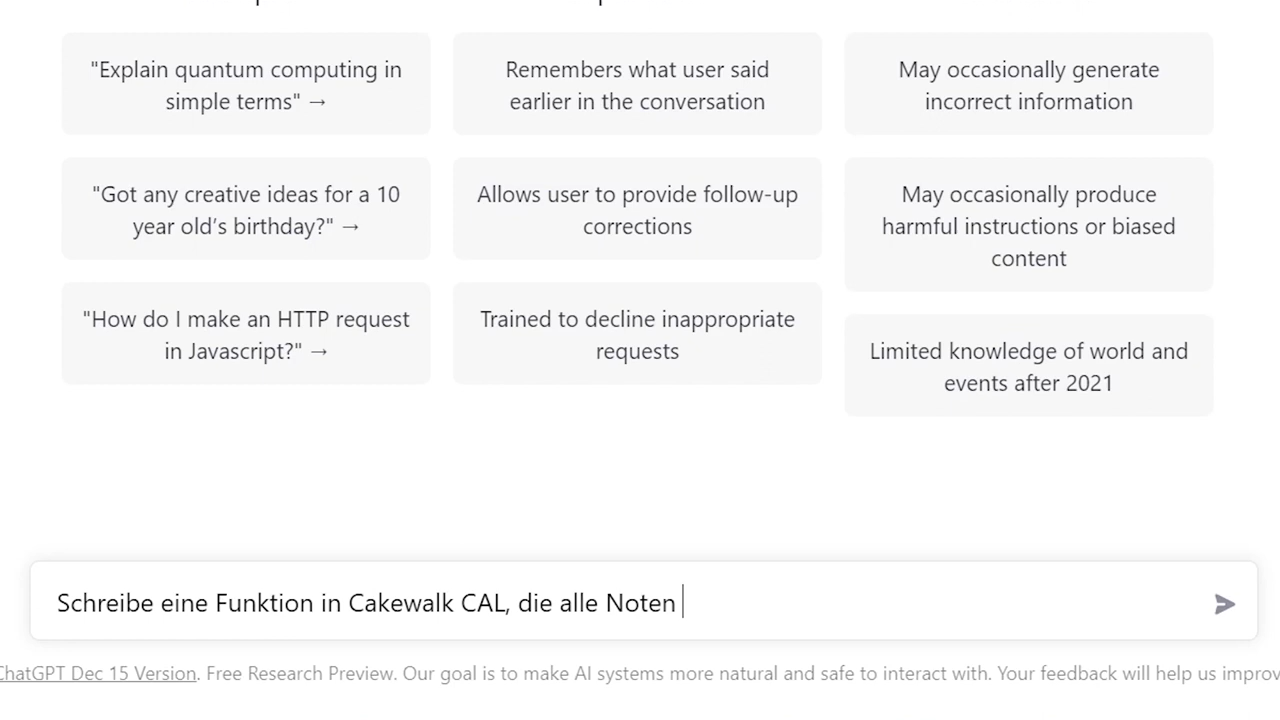 "Explain quantum computing in
simple terms" →
Remembers what user said
earlier in the conversation
May occasionally generate
incorrect information
"Got any creative ideas for a 10
year old's birthday?" →
Allows user to provide follow-up
corrections
May occasionally produce
harmful instructions or biased
content
"How do I make an HTTP request
in Javascript?" →
Trained to decline inappropriate
requests
Limited knowledge of world and
events after 2021
Schreibe eine Funktion in Cakewalk CAL, die alle Noten
ChatGPT Dec 15 Version. Free Research Preview. Our goal is to make AI systems more natural and safe to interact with. Your feedback will help us improv